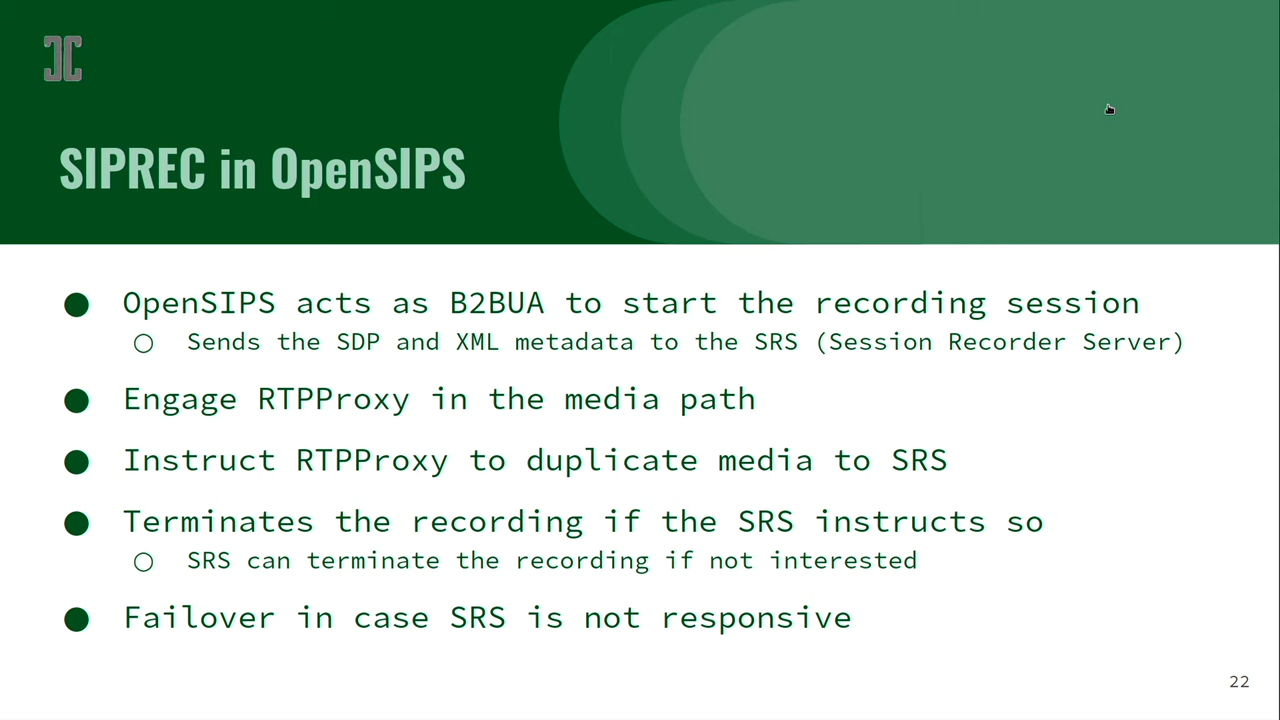 SIPREC in OpenSIPS
● OpenSIPS acts as B2BUA to start the recording session
○ Sends the SDP and XML metadata to the SRS (Session Recorder Server)
● Engage RTPProxy in the media path
● Instruct RTPProxy to duplicate media to SRS
● Terminates the recording if the SRS instructs so
○ SRS can terminate the recording if not interested
● Failover in case SRS is not responsive
22